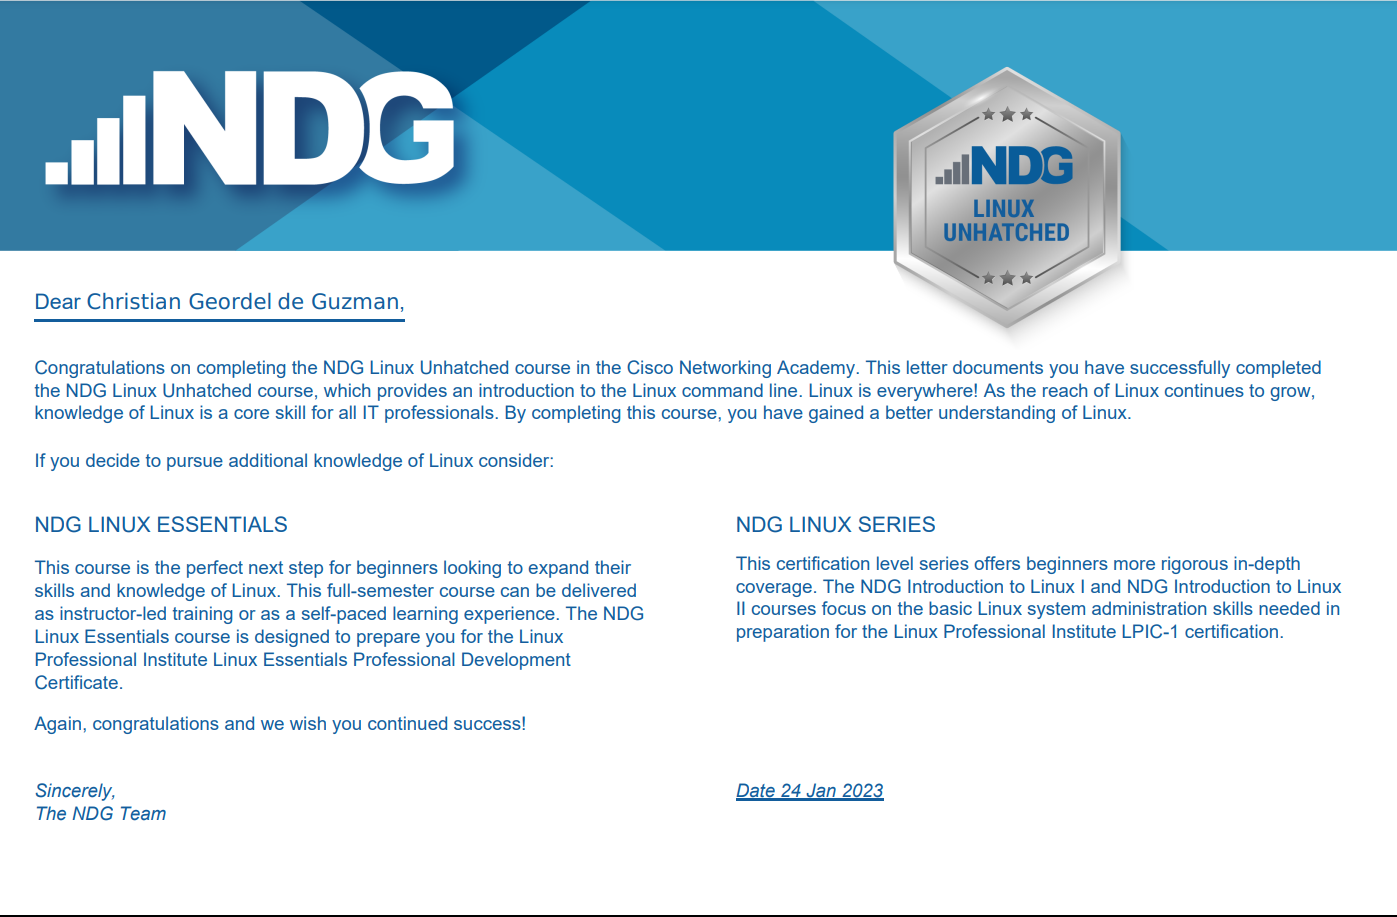 NDG
NDG
LINUX
UNHATCHED
Dear Christian Geordel de Guzman,
Congratulations on completing the NDG Linux Unhatched course in the Cisco Networking Academy. This letter documents you have successfully completed
the NDG Linux Unhatched course, which provides an introduction to the Linux command line. Linux is everywhere! As the reach of Linux continues to grow,
knowledge of Linux is a core skill for all IT professionals. By completing this course, you have gained a better understanding of Linux.
If you decide to pursue additional knowledge of Linux consider:
NDG LINUX ESSENTIALS
This course is the perfect next step for beginners looking to expand their
skills and knowledge of Linux. This full-semester course can be delivered
as instructor-led training or as a self-paced learning experience. The NDG
Linux Essentials course is designed to prepare you for the Linux
Professional Institute Linux Essentials Professional Development
Certificate.
NDG LINUX SERIES
This certification level series offers beginners more rigorous in-depth
coverage. The NDG Introduction to Linux I and NDG Introduction to Linux
II courses focus on the basic Linux system administration skills needed in
preparation for the Linux Professional Institute LPIC-1 certification.
Again, congratulations and we wish you continued success!
Sincerely,
The NDG Team
Date 24 Jan 2023